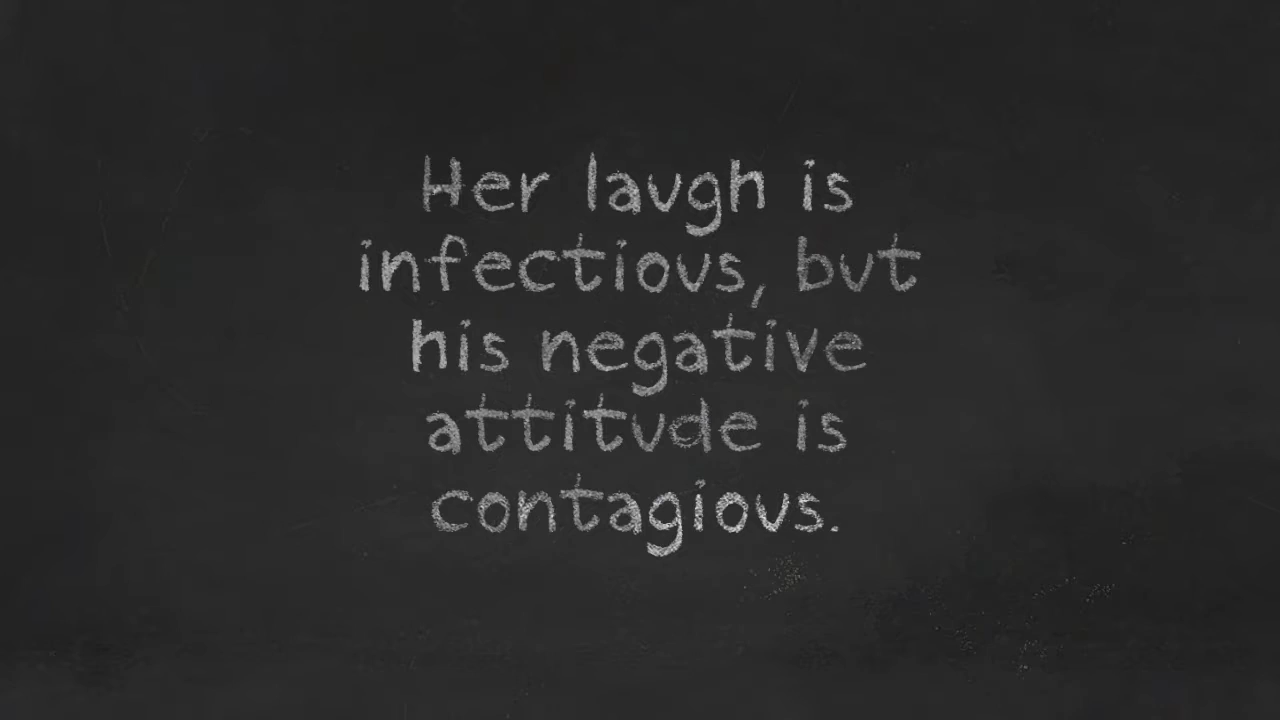 Her laugh is
infectious, but
his negative
attitude is
contagious.